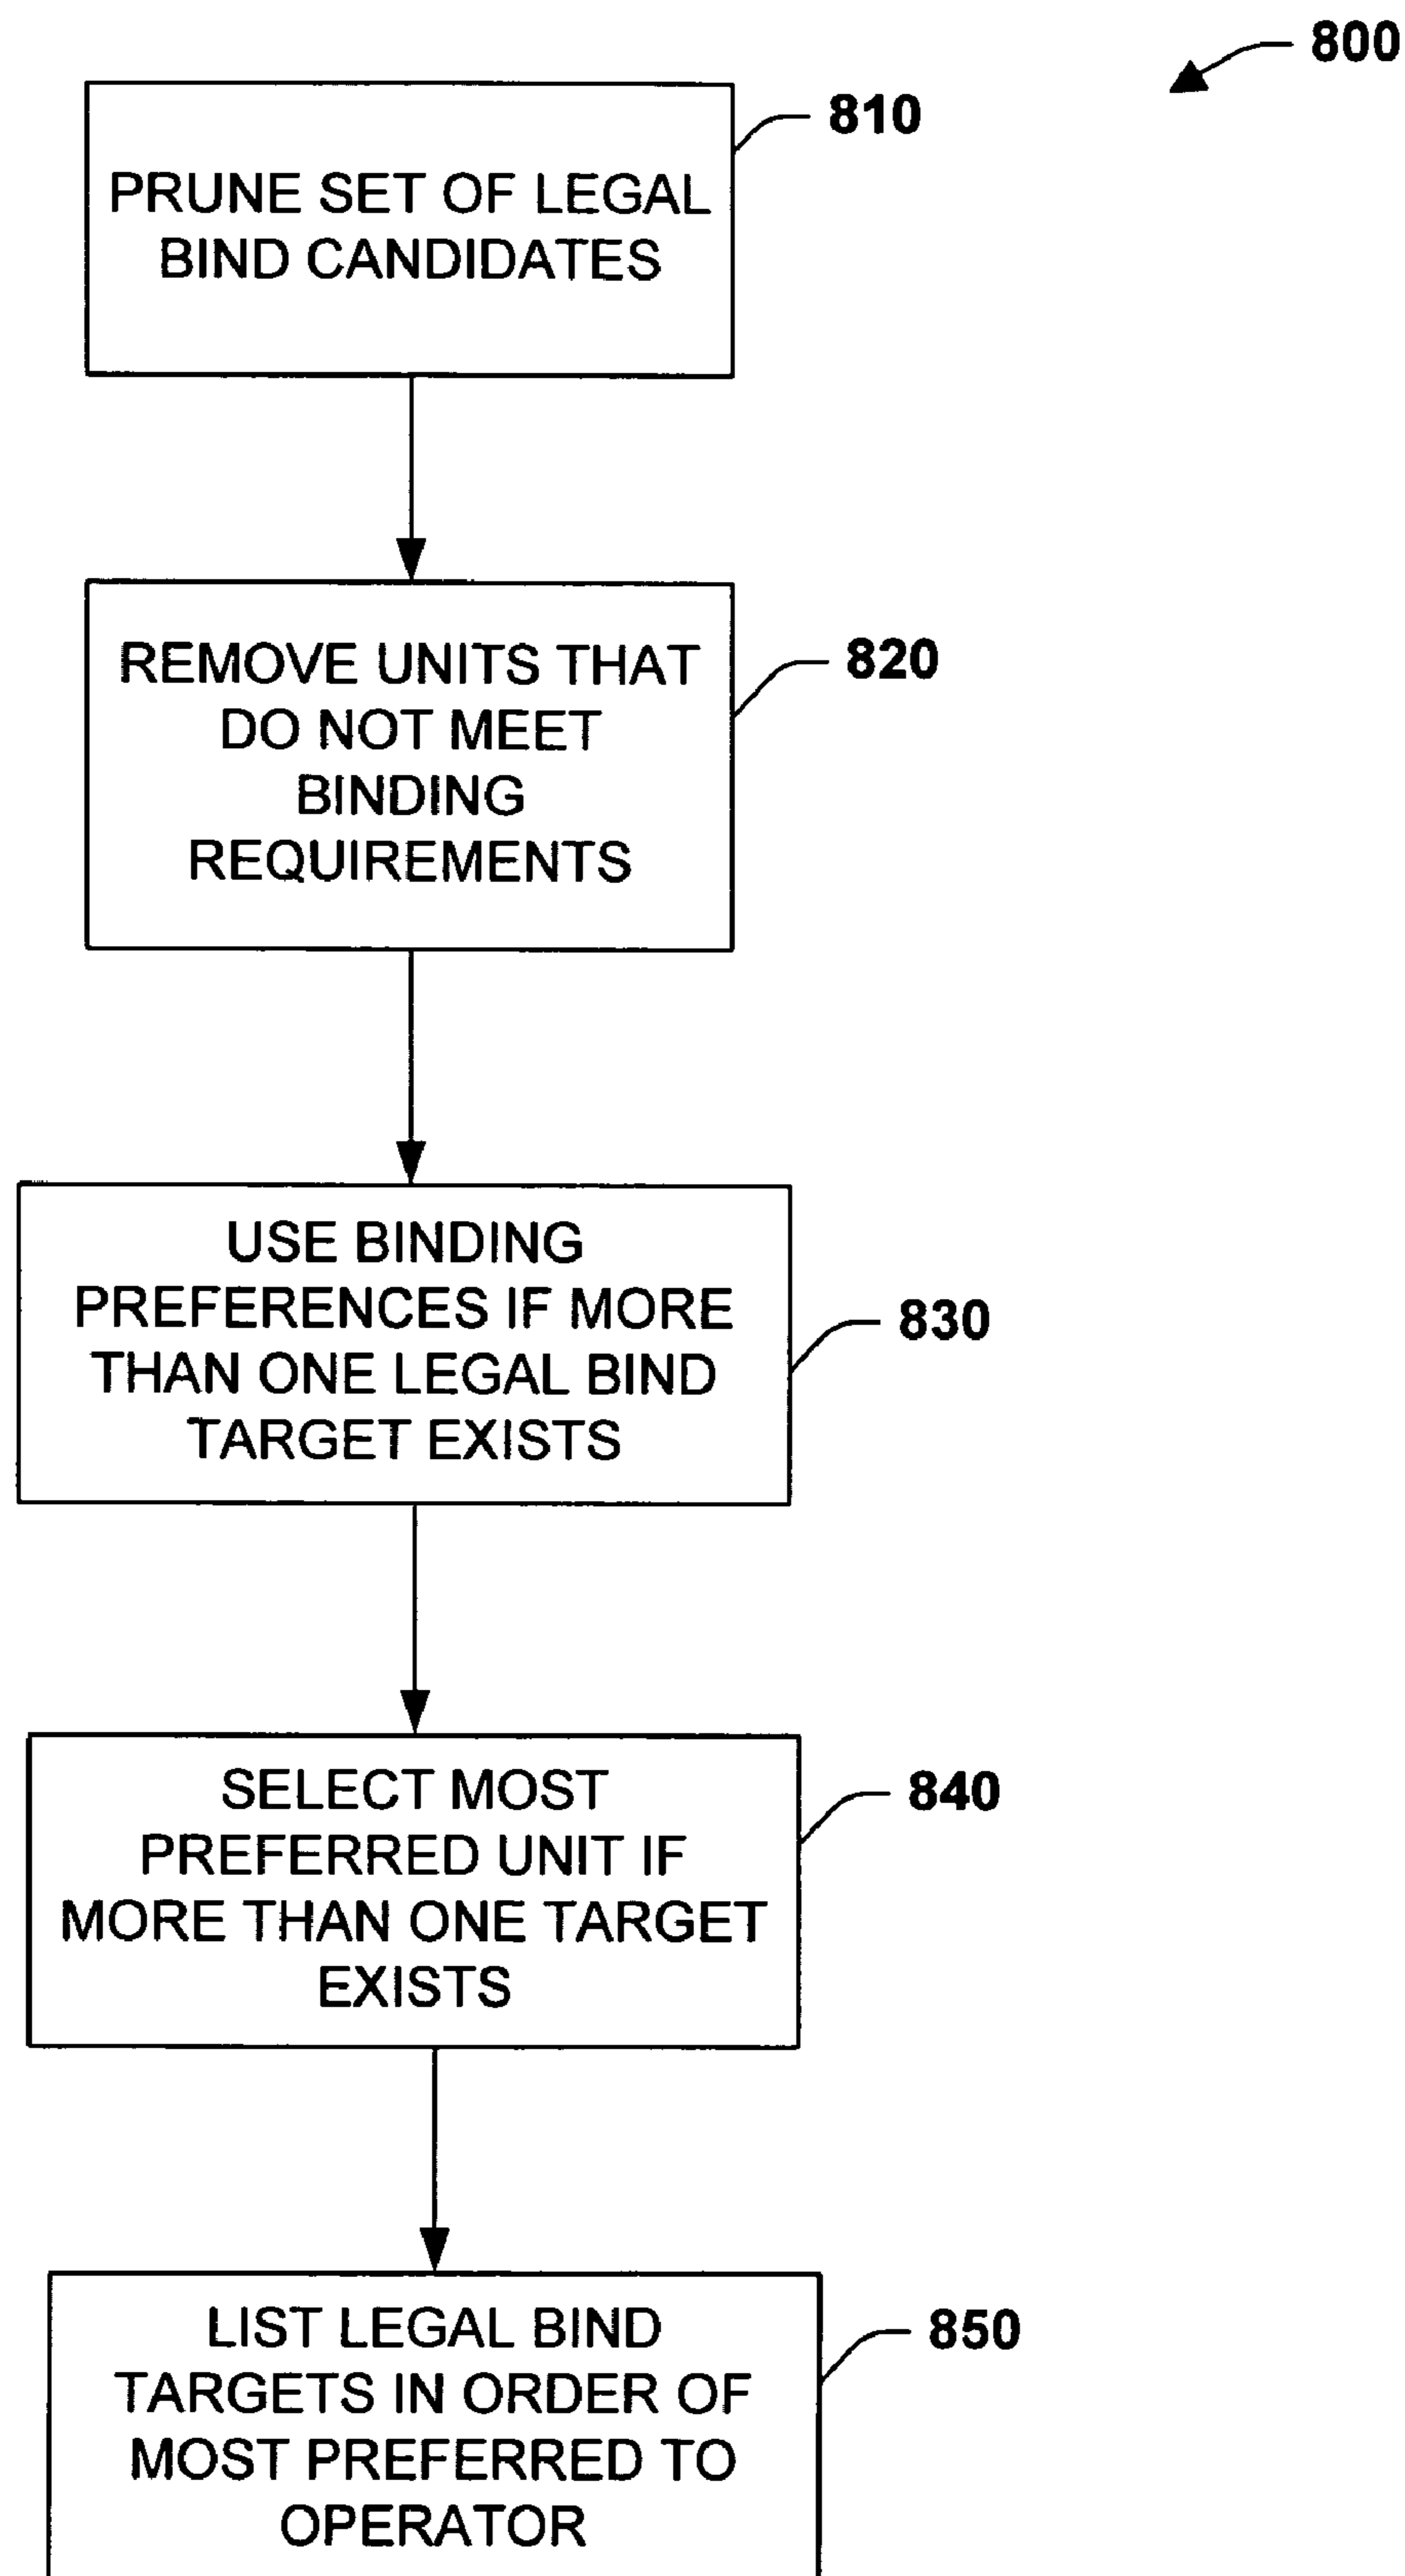 800
810
PRUNE SET OF LEGAL
BIND CANDIDATES
820
REMOVE UNITS THAT
DO NOT MEET
BINDING
REQUIREMENTS
830
USE BINDING
PREFERENCES IF MORE
THAN ONE LEGAL BIND
TARGET EXISTS
840
SELECT MOST
PREFERRED UNIT IF
MORE THAN ONE TARGET
EXISTS
850
LIST LEGAL BIND
TARGETS IN ORDER OF
MOST PREFERRED TO
OPERATOR